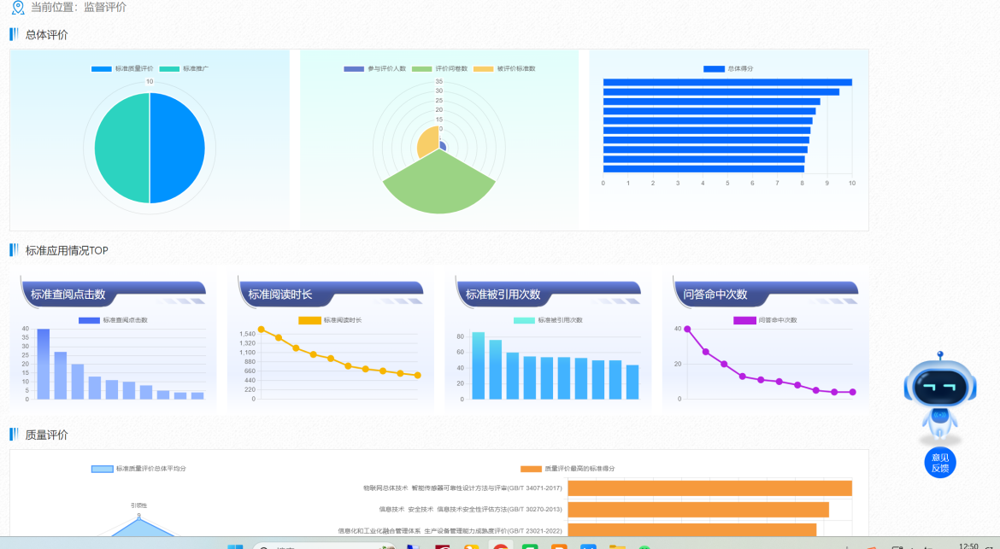 当前位置: 监督评价
总体评价
标准质量评价 标准推广
10
参与评价人数 评价问卷数 被评价标准数
35
30
25
20
15
总体得分
0 1 2 3 4 5 6 7 8 9 10
标准应用情况TOP
标准查阅点击数
标准查阅点击数
40
35
30
25
20
15
10
5
0
标准阅读时长
标准阅读时长
1,540
1,320
1,100
880
660
440
220
0
标准被引用次数
标准被引用次数
80
60
40
20
0
问答命中次数
问答命中次数
40
20
0
意见
反馈
质量评价
标准质量评价总体平均分
引领性
9
质量评价最高的标准得分
物联网总体技术 智能传感器可靠性设计方法与评审(GB/T 34071-2017)
信息技术 安全技术 信息技术安全性评估方法(GB/T 30270-2013)
信息化和工业化融合管理体系 生产设备管理能力成熟度评价(GB/T 23021-2022)
12:50